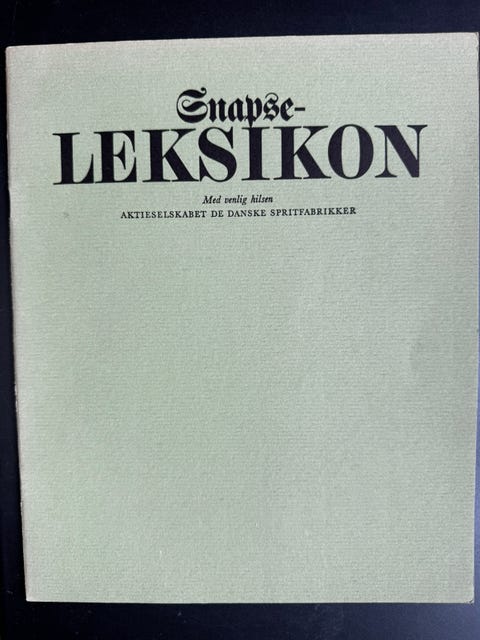 Snapse-
LEKSIKON
Med venlig hilsen
AKTIESELSKABET DE DANSKE SPRITFABRIKKER